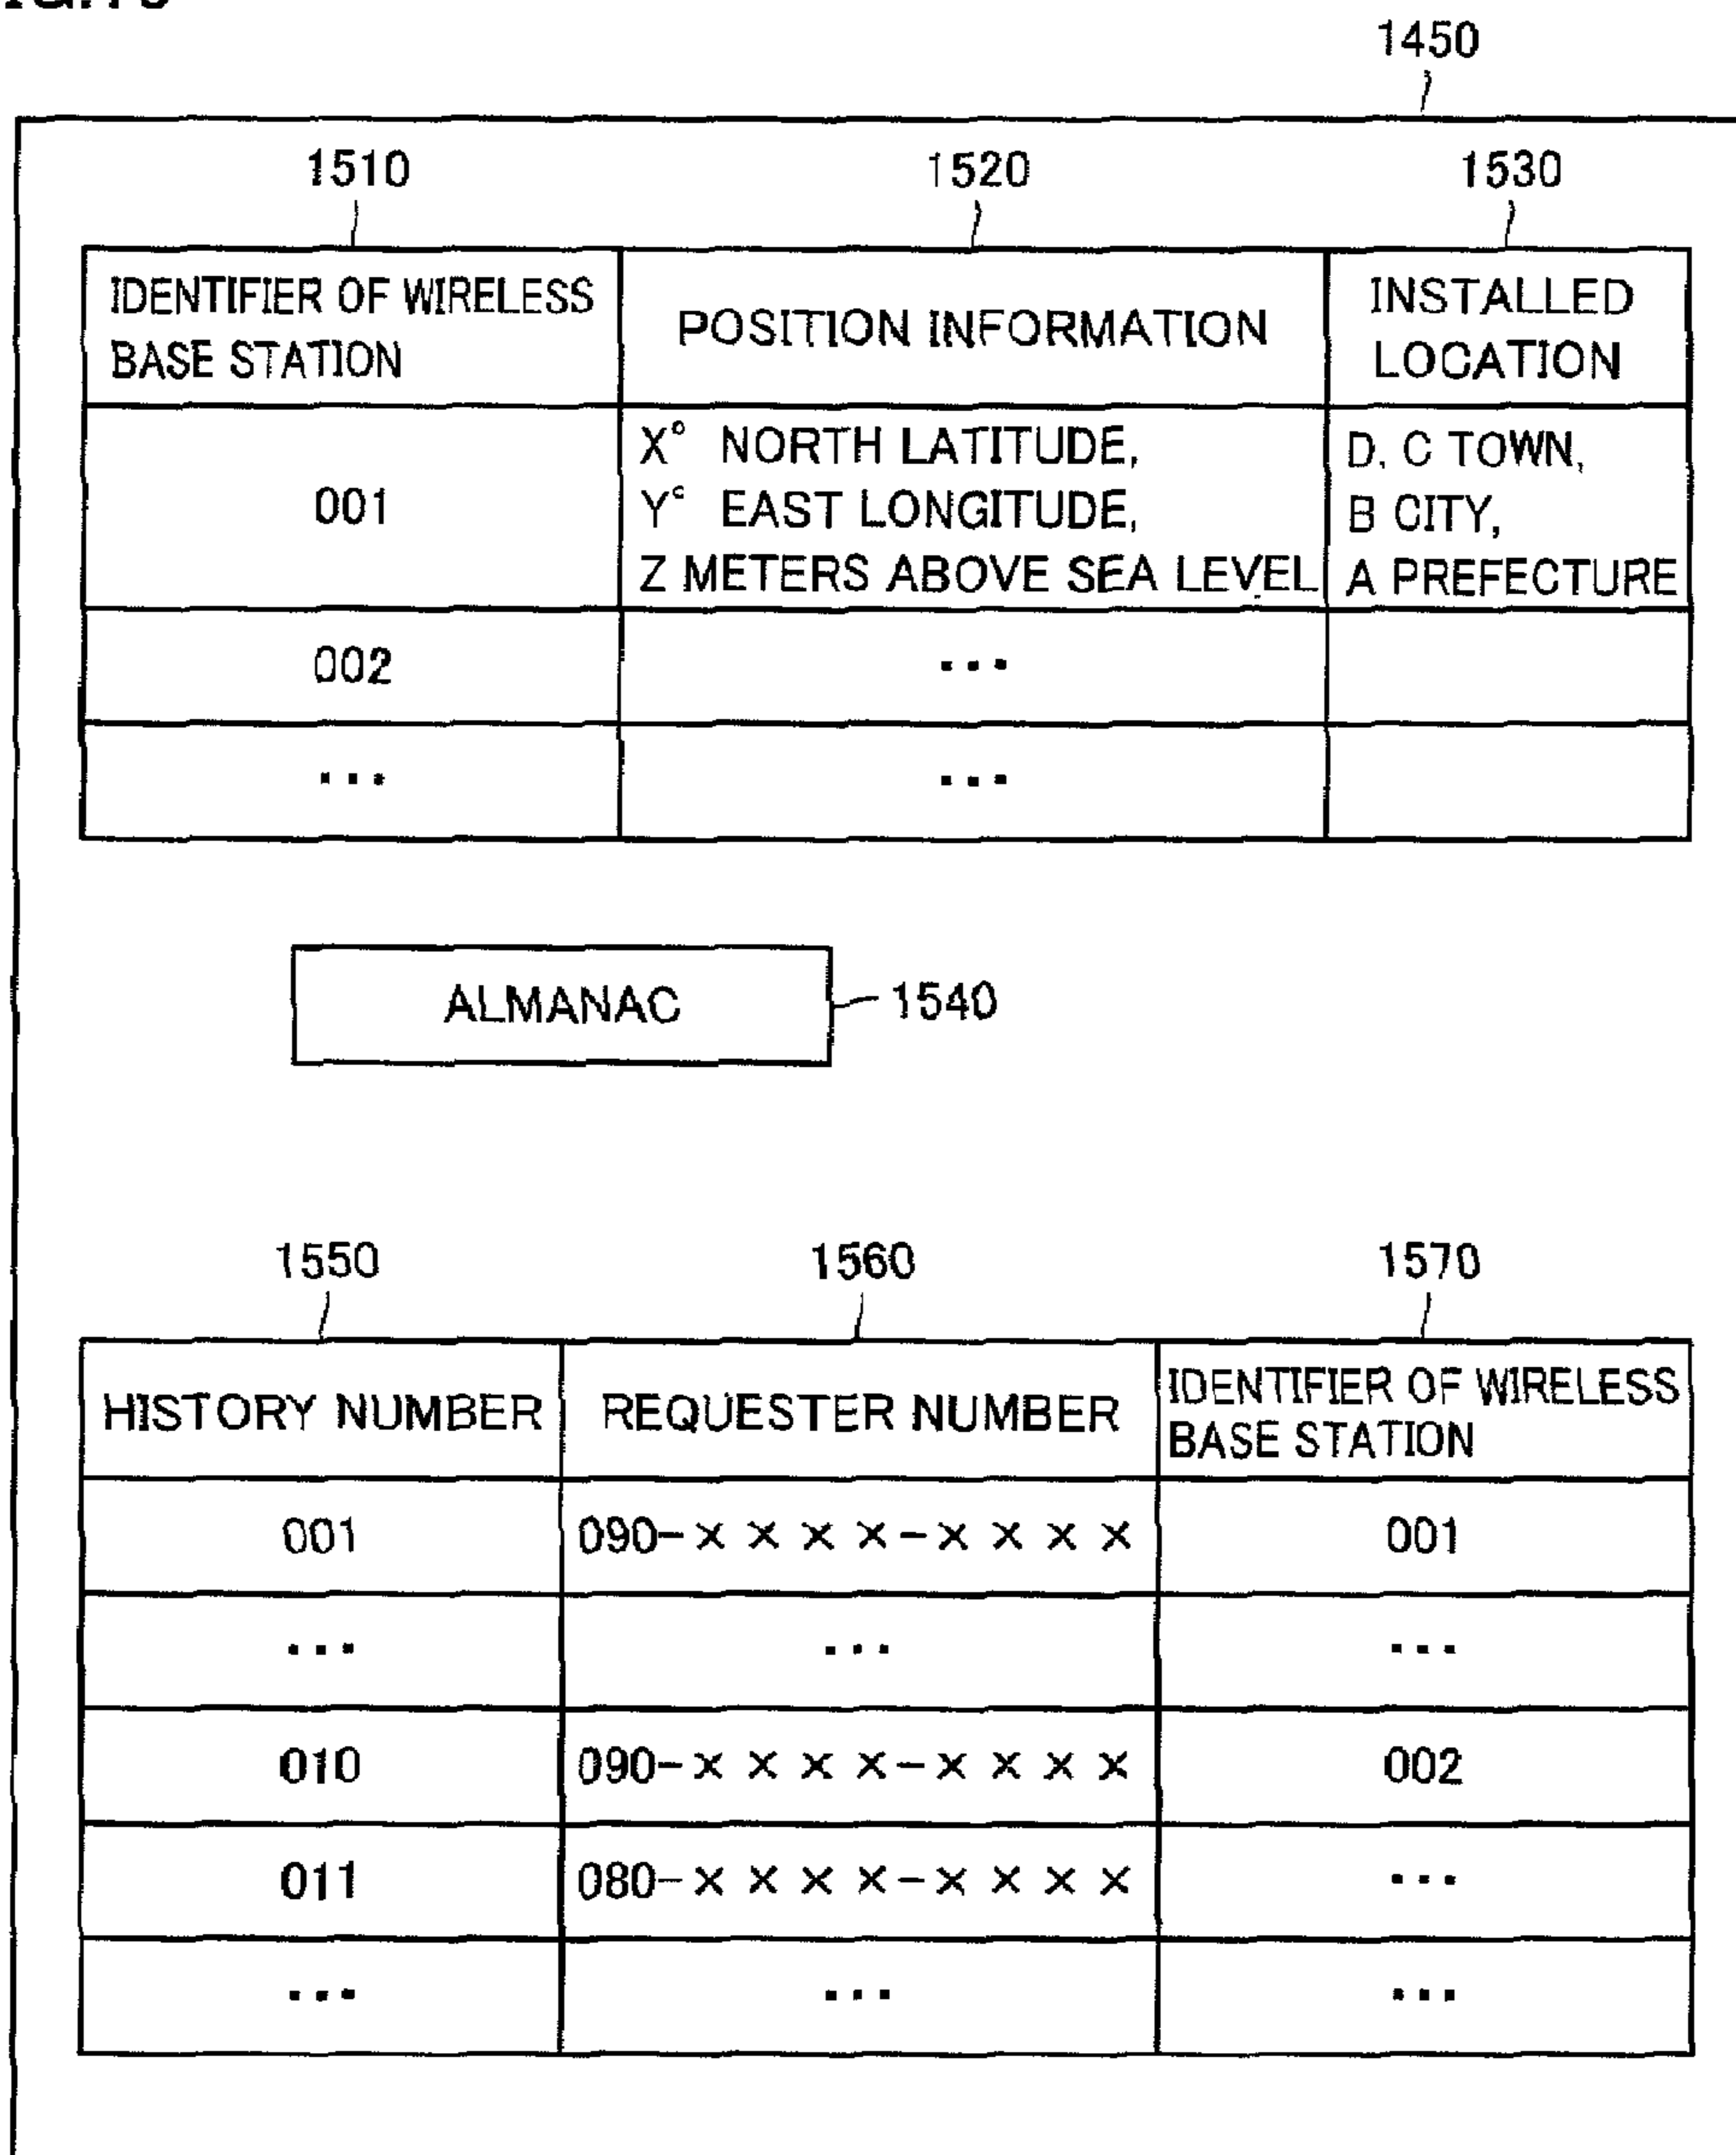 1450
1510 1520 1530
IDENTIFIER OF WIRELESS
BASE STATION
POSITION INFORMATION
INSTALLED
LOCATION
001
X° NORTH LATITUDE,
Y° EAST LONGITUDE,
Z METERS ABOVE SEA LEVEL
D, C TOWN,
B CITY,
A PREFECTURE
002 ...
... ...
ALMANAC 1540
1550 1560 1570
HISTORY NUMBER
REQUESTER NUMBER
IDENTIFIER OF WIRELESS
BASE STATION
001 090-××××-×××× 001
... ... ...
010 090-××××-×××× 002
011 080-××××-×××× ...
... ... ...